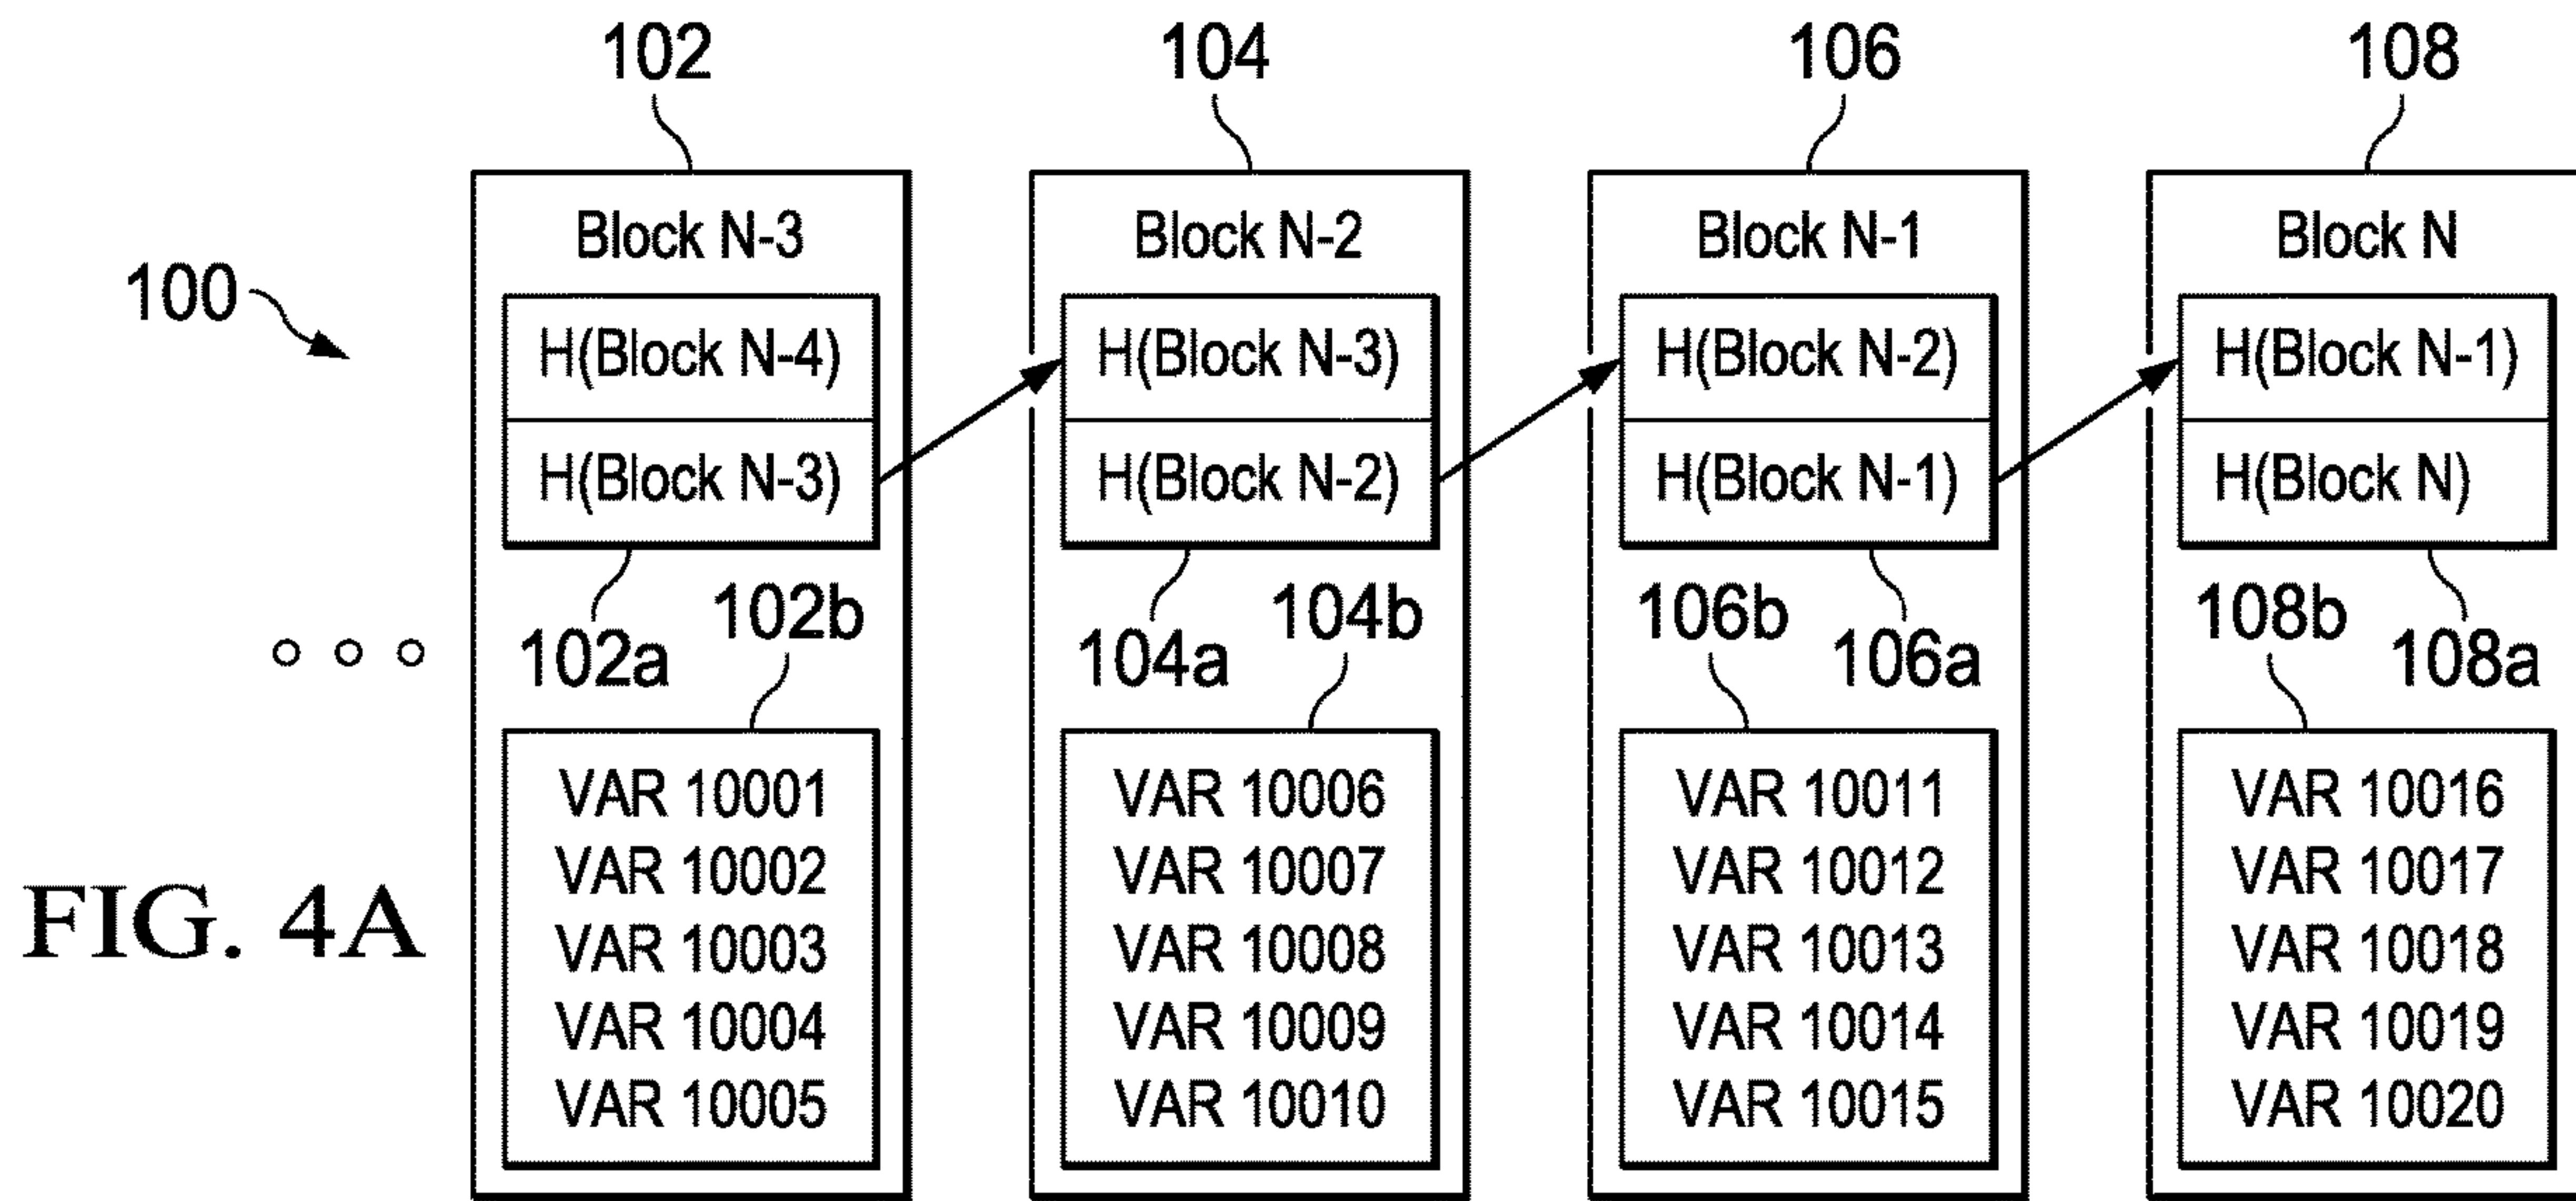 102 104 106 108
Block N-3 Block N-2 Block N-1 Block N
100
H(Block N-4) H(Block N-3) H(Block N-2) H(Block N-1)
H(Block N-3) H(Block N-2) H(Block N-1) H(Block N)
102b 104b 106b 108b
102a 104a 106a 108a
VAR 10001 VAR 10006 VAR 10011 VAR 10016
VAR 10002 VAR 10007 VAR 10012 VAR 10017
VAR 10003 VAR 10008 VAR 10013 VAR 10018
VAR 10004 VAR 10009 VAR 10014 VAR 10019
VAR 10005 VAR 10010 VAR 10015 VAR 10020
FIG. 4A